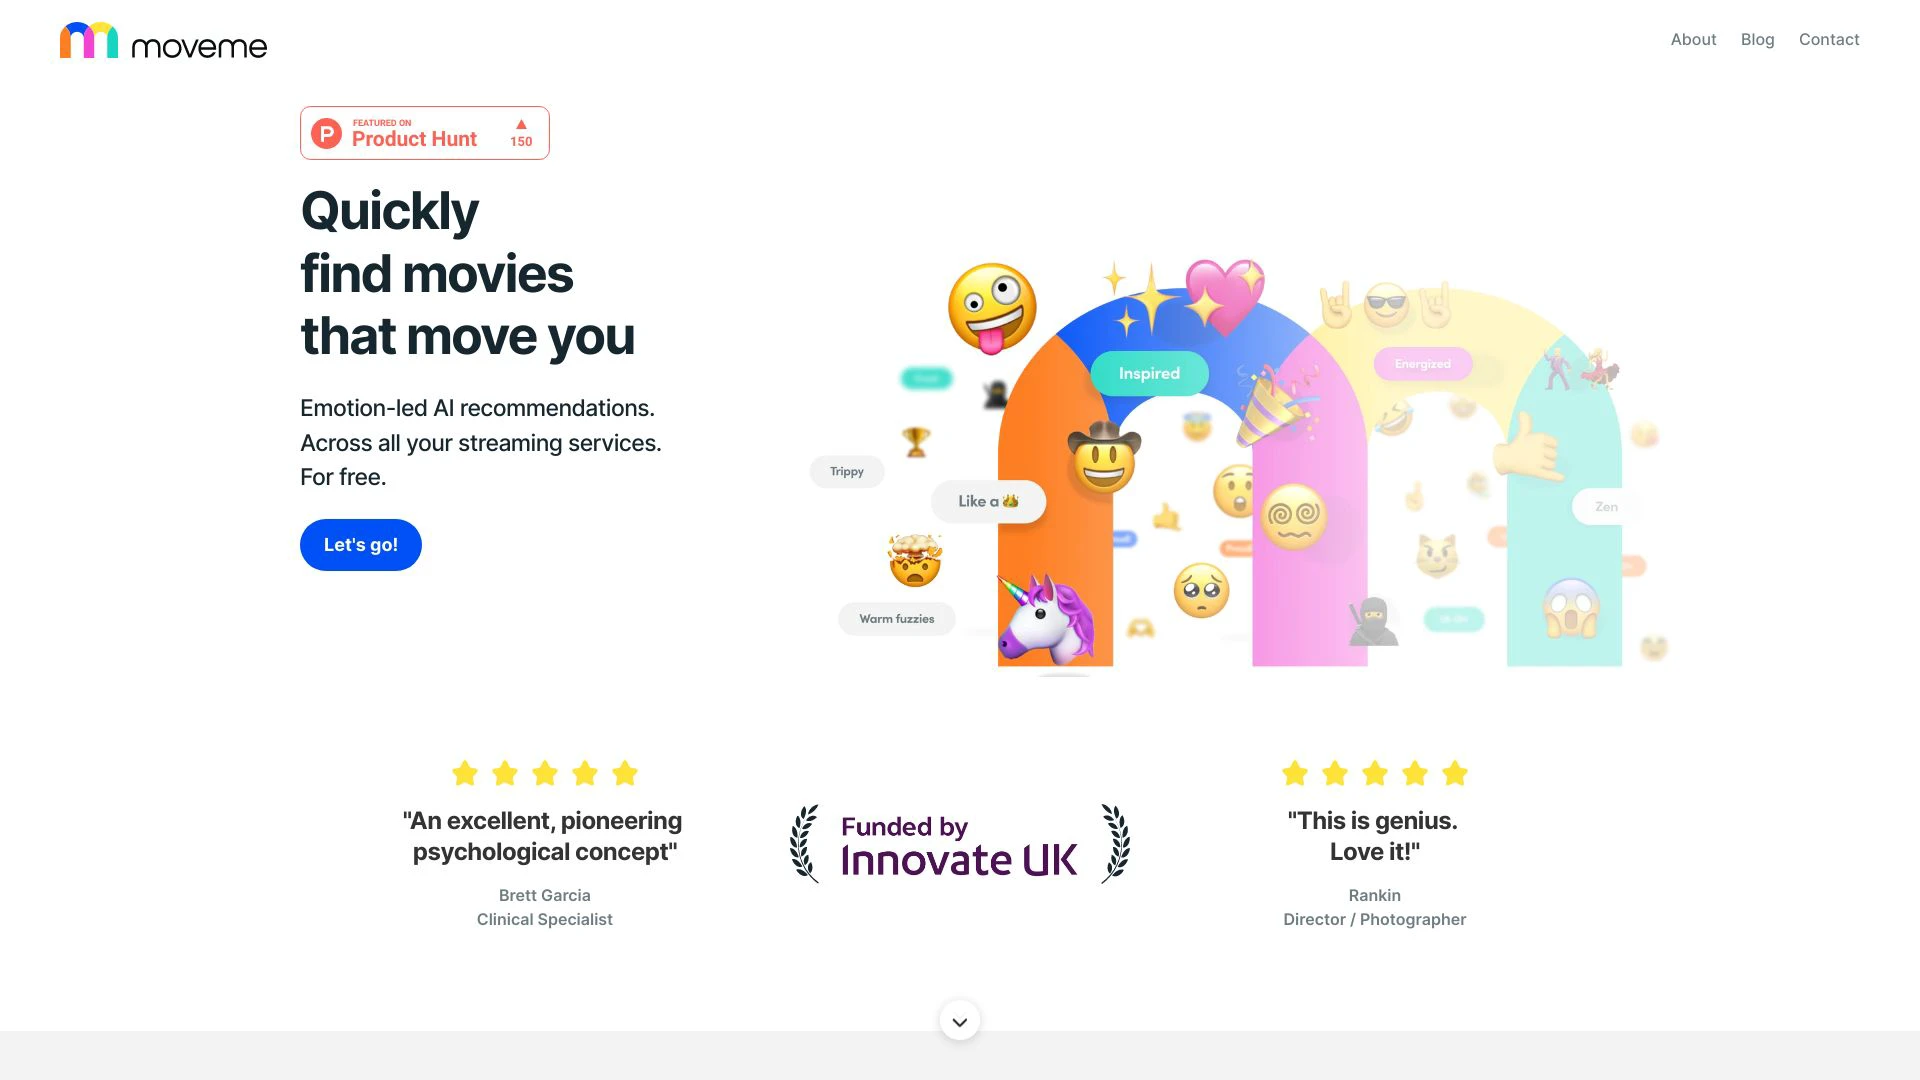 moveme
About
Blog
Contact
FEATURED ON
Product Hunt
150
Quickly
find movies
that move you
Emotion-led AI recommendations.
Across all your streaming services.
For free.
Let's go!
Inspired
Energized
Trippy
Like a
Zen
Warm fuzzies
"An excellent, pioneering
psychological concept"
Brett Garcia
Clinical Specialist
Funded by
Innovate UK
"This is genius.
Love it!"
Rankin
Director / Photographer